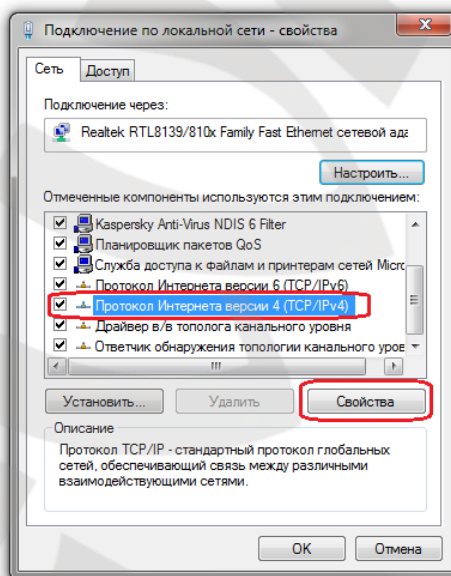 Подключение по локальной сети - свойства
Сеть Доступ
Подключение через:
Realtek RTL8139/810x Family Fast Ethernet сетевой ада
Настроить...
Отмеченные компоненты используются этим подключением:
Kaspersky Anti-Virus NDIS 6 Filter
Планировщик пакетов QoS
Служба доступа к файлам и принтерам сетей Micro
Протокол Интернета версии 6 (TCP/IPv6)
Протокол Интернета версии 4 (TCP/IPv4)
Драйвер в/в тополога канального уровня
Ответчик обнаружения топологии канального уров
Установить... Удалить Свойства
Описание
Протокол TCP/IP - стандартный протокол глобальных
сетей, обеспечивающий связь между различными
взаимодействующими сетями.
OK Отмена